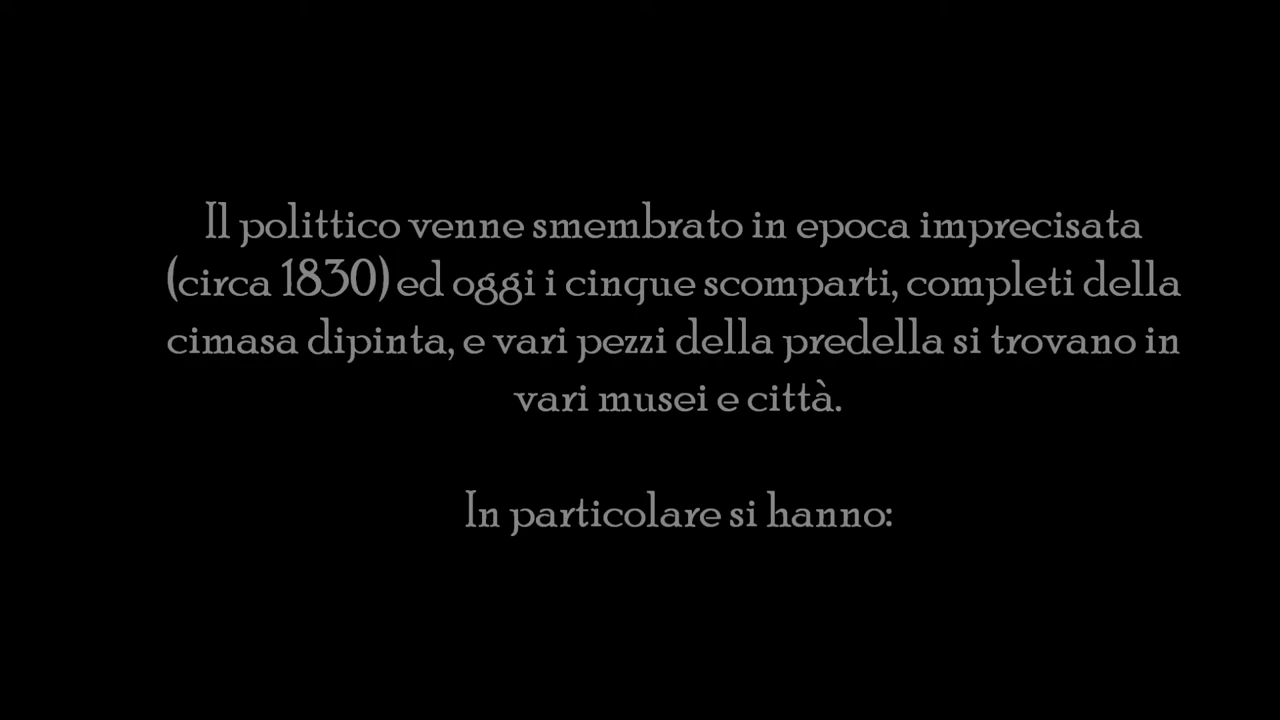 Il polittico venne smembrato in epoca imprecisata
(circa 1830) ed oggi i cinque scomparti, completi della
cimasa dipinta, e vari pezzi della predella si trovano in
vari musei e città.
In particolare si hanno: